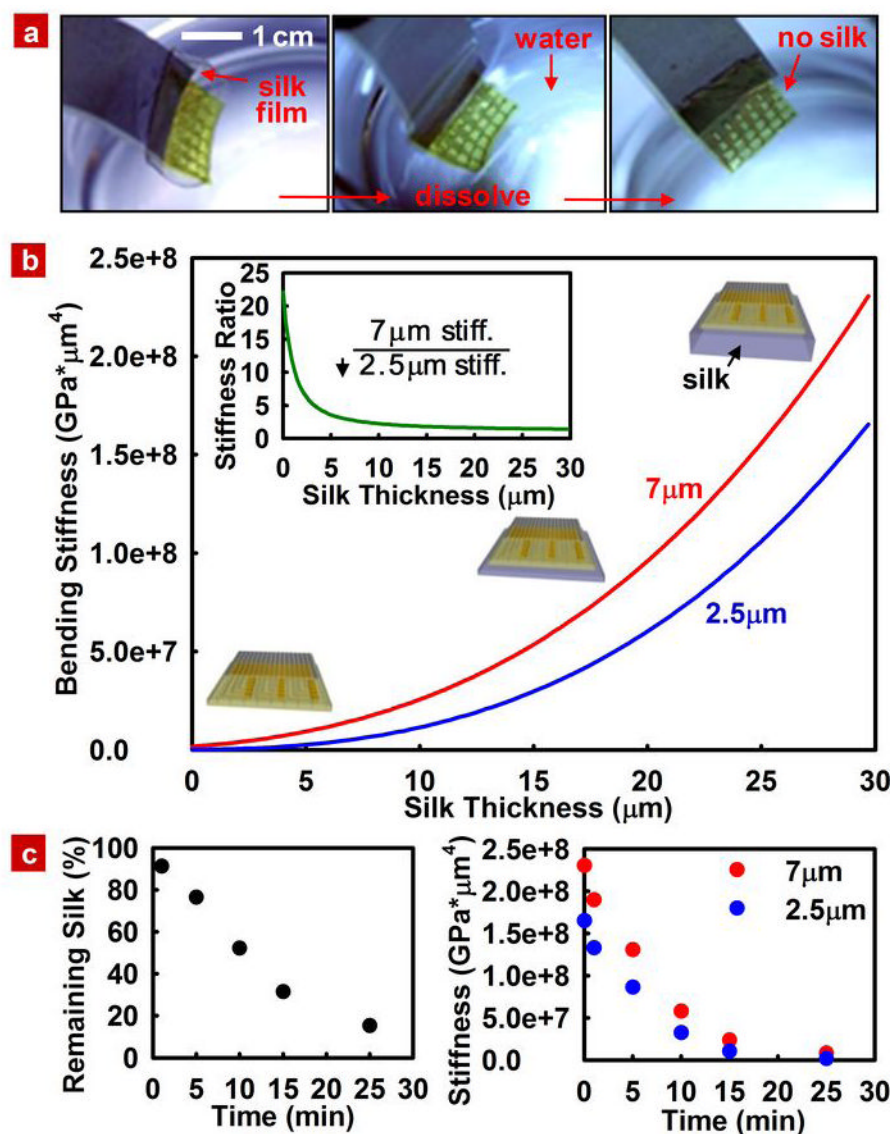 a
1 cm
silk
film
water
no silk
dissolve
b
Bending Stiffness (GPa*μm⁴)
2.5e+8
2.0e+8
1.5e+8
1.0e+8
5.0e+7
0.0
0 5 10 15 20 25 30
Silk Thickness (μm)
Stiffness Ratio
25
20
15
10
5
0
7μm stiff.
2.5μm stiff.
0 5 10 15 20 25 30
Silk Thickness (μm)
silk
7μm
2.5μm
c
Remaining Silk (%)
100
80
60
40
20
0
0 5 10 15 20 25 30
Time (min)
Stiffness (GPa*μm⁴)
2.5e+8
2.0e+8
1.5e+8
1.0e+8
5.0e+7
0.0
7μm
2.5μm
0 5 10 15 20 25 30
Time (min)